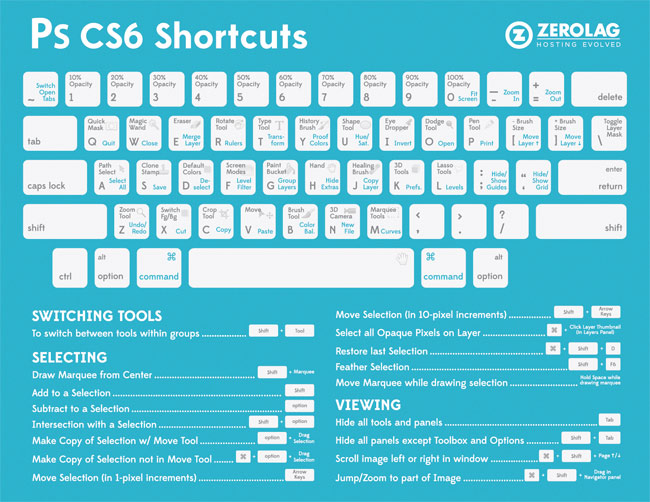 Ps CS6 Shortcuts
ZEROLAG
HOSTING EVOLVED
Switch Open Tabs ~
10% Opacity 1
20% Opacity 2
30% Opacity 3
40% Opacity 4
50% Opacity 5
60% Opacity 6
70% Opacity 7
80% Opacity 8
90% Opacity 9
100% Opacity 0 Fit Screen
— – Zoom In
+ = Zoom Out
delete
tab
Quick Mask Q Quit
Magic Wand W Close
Eraser E Merge Layer
Rotate Tool R Rulers
Type Tool T Trans-form
History Brush Y Proof Colors
Shape Tool U Hue/Sat.
Eye Dropper I Invert
Dodge Tool O Open
Pen Tool P Print
- Brush Size [ Move Layer ↑
+ Brush Size ] Move Layer ↓
Toggle Layer Mask \
caps lock
Path Select A Select All
Clone Stamp S Save
Default Colors D De-select
Screen Modes F Level Filter
Paint Bucket G Group Layers
Hand H Hide Extras
Healing Brush J Copy Layer
3D Tools K Prefs.
Lasso Tools L Levels
: ; Hide/Show Guides
“ ‘ Hide/Show Grid
enter
return
shift
Zoom Tool Z Undo/Redo
Switch Fg/Bg X Cut
Crop Tool C Copy
Move V Paste
Brush Tool B Color Bal.
3D Camera N New File
Marquee Tools M Curves
< ,
> .
? /
shift
ctrl
alt option
⌘ command
⌘ command
alt option
SWITCHING TOOLS
To switch between tools within groups Shift + Tool
SELECTING
Draw Marquee from Center Shift + Marquee
Add to a Selection Shift
Subtract to a Selection option
Intersection with a Selection Shift + option
Make Copy of Selection w/ Move Tool option + Drag Selection
Make Copy of Selection not in Move Tool ⌘ + option + Drag Selection
Move Selection (in 1-pixel increments) Arrow Keys
Move Selection (in 10-pixel increments) Shift + Arrow Keys
Select all Opaque Pixels on Layer ⌘ + Click Layer Thumbnail (in Layers Panel)
Restore last Selection ⌘ + Shift + D
Feather Selection Shift + F6
Move Marquee while drawing selection Hold Space while drawing marquee
VIEWING
Hide all tools and panels Tab
Hide all panels except Toolbox and Options Shift + Tab
Scroll image left or right in window ⌘ + Shift + Page ↑/↓
Jump/Zoom to part of Image ⌘ + Shift + Drag in Navigator panel